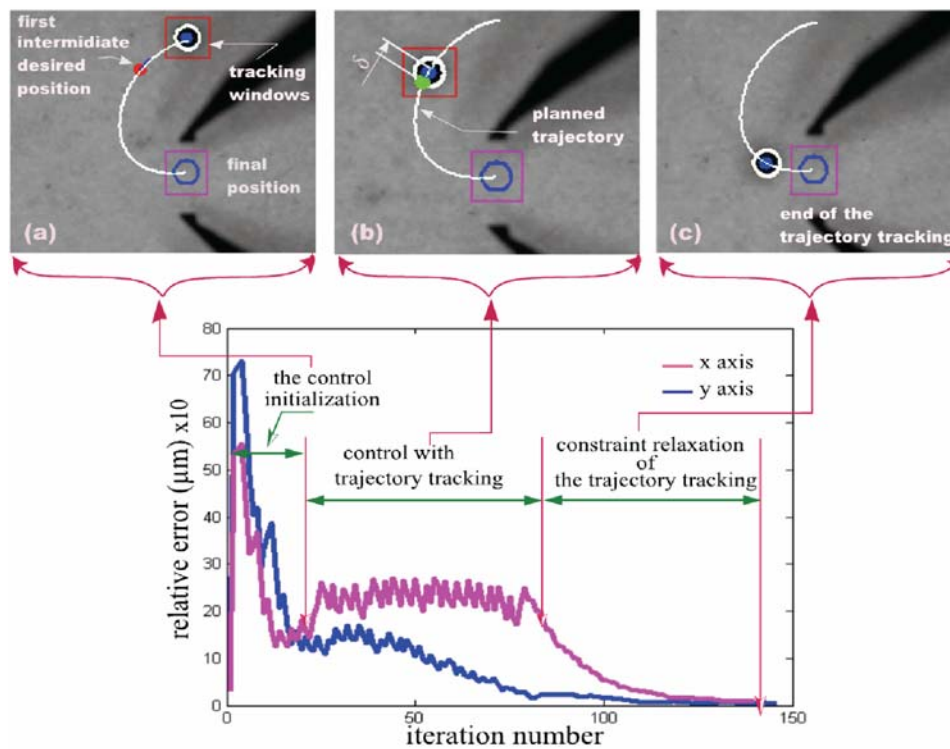 first
intermidiate
desired
position
tracking
windows
final
position
(a)
δ
planned
trajectory
(b)
end of the
trajectory tracking
(c)
80
70
60
50
40
30
20
10
0
relative error (μm) x10
the control
initialization
control with
trajectory tracking
x axis
y axis
constraint relaxation
of
the trajectory tracking
0
50
100
150
iteration number